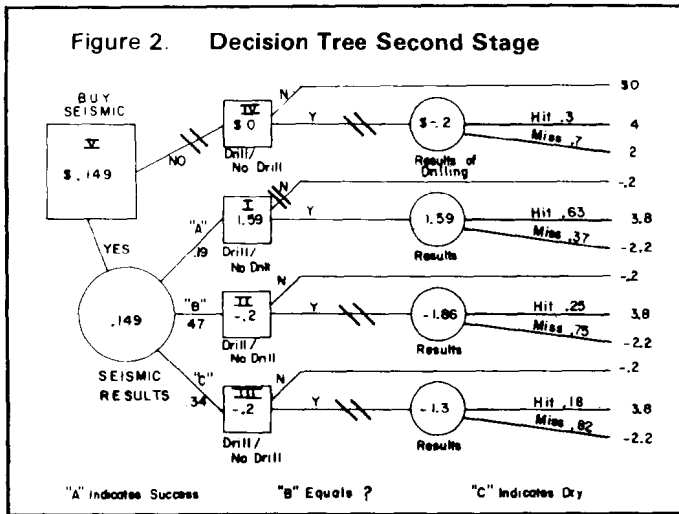 Figure 2. Decision Tree Second Stage
BUY
SEISMIC
V
$.149
NO
YES
.149
SEISMIC
RESULTS
"A"
.19
"B"
47
"C"
34
IV
$0
Drill/
No Drill
N
Y
$-.2
Results of
Drilling
Hit .3
Miss .7
$0
4
2
I
1.59
Drill/
No Drill
N
Y
1.59
Results
Hit .63
Miss .37
-.2
3.8
-2.2
II
-.2
Drill/
No Drill
N
Y
-1.86
Results
Hit .25
Miss .75
-.2
3.8
-2.2
III
-.2
Drill/
No Drill
N
Y
-1.3
Results
Hit .18
Miss .82
-.2
3.8
-2.2
"A" Indicates Success
"B" Equals ?
"C" Indicates Dry